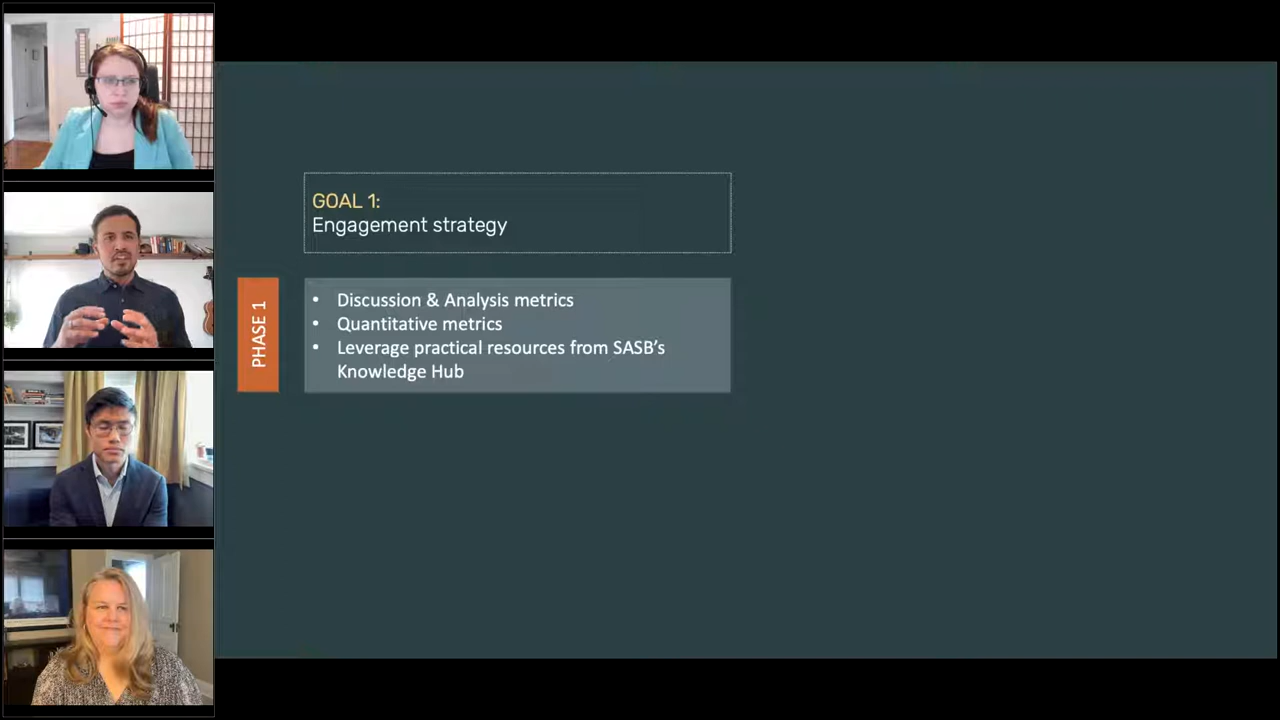 GOAL 1:
Engagement strategy
PHASE 1
• Discussion & Analysis metrics
• Quantitative metrics
• Leverage practical resources from SASB's
Knowledge Hub